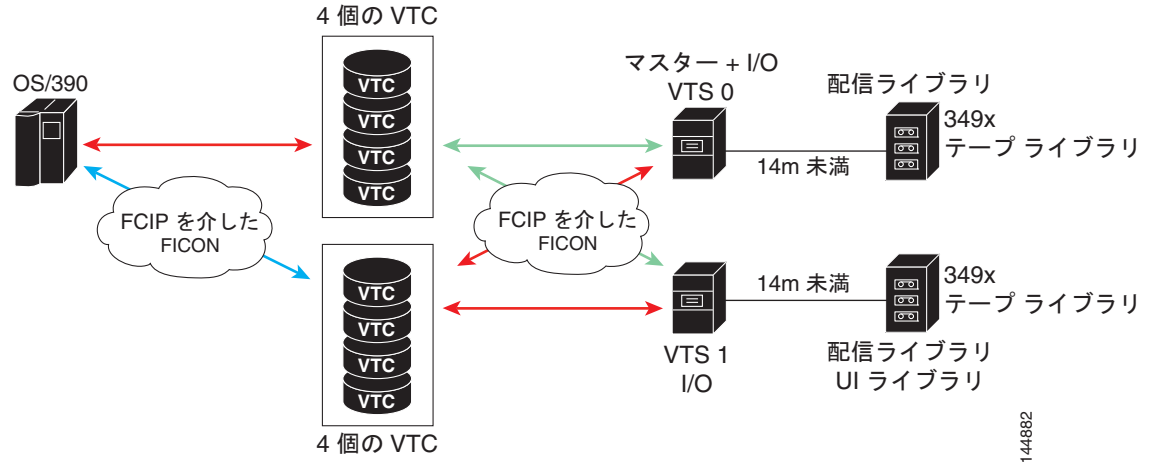 4 個の VTC
OS/390
VTC
VTC
VTC
VTC
マスター + I/O
VTS 0
配信ライブラリ
349x
テープ ライブラリ
14m 未満
FCIP を介した
FICON
FCIP を介した
FICON
VTC
VTC
VTC
VTC
4 個の VTC
VTS 1
I/O
14m 未満
349x
テープ ライブラリ
配信ライブラリ
UI ライブラリ
144882